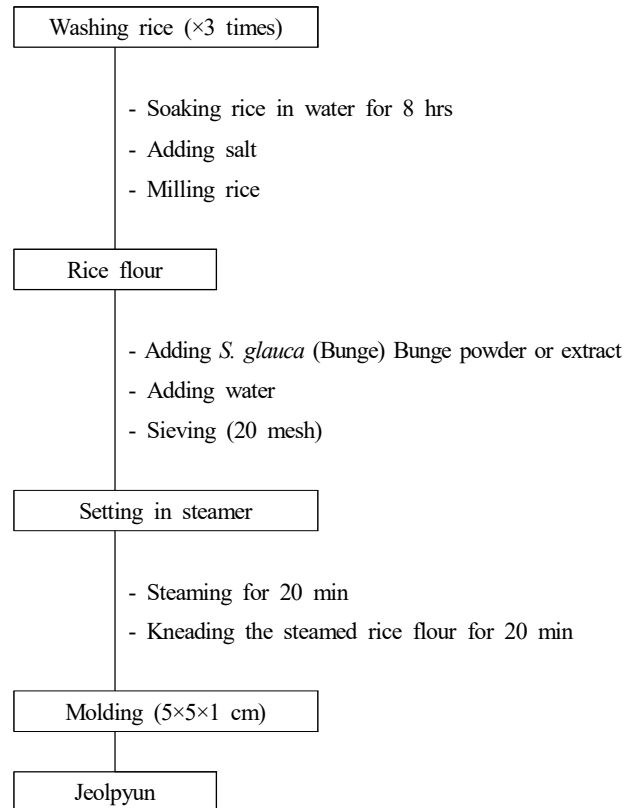 Washing rice (×3 times)
- Soaking rice in water for 8 hrs
- Adding salt
- Milling rice
Rice flour
- Adding S. glauca (Bunge) Bunge powder or extract
- Adding water
- Sieving (20 mesh)
Setting in steamer
- Steaming for 20 min
- Kneading the steamed rice flour for 20 min
Molding (5×5×1 cm)
Jeolpyun